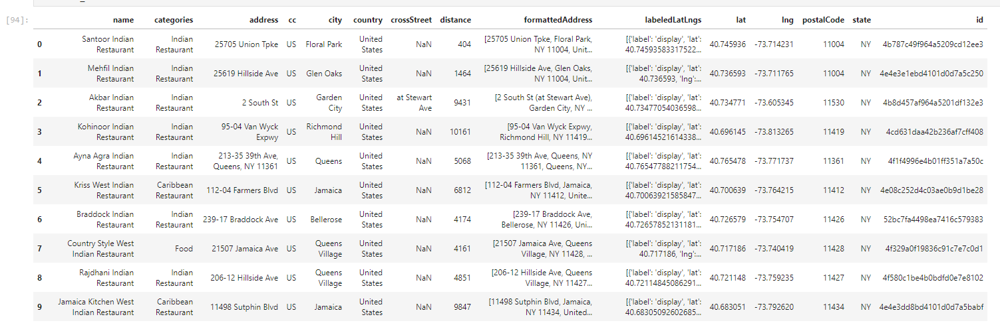 [94]:
name categories address cc city country crossStreet distance formattedAddress labeledLatLngs lat lng postalCode state id
0 Santoor Indian Restaurant Indian Restaurant 25705 Union Tpke US Floral Park United States NaN 404 [25705 Union Tpke, Floral Park, NY 11004, Unit... [{'label': 'display', 'lat': 40.74593583317522... 40.745936 -73.714231 11004 NY 4b787c49f964a5209cd12ee3
1 Mehfil Indian Restaurant Indian Restaurant 25619 Hillside Ave US Glen Oaks United States NaN 1464 [25619 Hillside Ave, Glen Oaks, NY 11004, Unit... [{'label': 'display', 'lat': 40.736593, 'lng':... 40.736593 -73.711765 11004 NY 4e4e3e1ebd4101d0d7a5c250
2 Akbar Indian Restaurant Indian Restaurant 2 South St US Garden City United States at Stewart Ave 9431 [2 South St (at Stewart Ave), Garden City, NY ... [{'label': 'display', 'lat': 40.73477054036598... 40.734771 -73.605345 11530 NY 4b8d457af964a5201df132e3
3 Kohinoor Indian Restaurant Indian Restaurant 95-04 Van Wyck Expwy US Richmond Hill United States NaN 10161 [95-04 Van Wyck Expwy, Richmond Hill, NY 11419... [{'label': 'display', 'lat': 40.69614521614338... 40.696145 -73.813265 11419 NY 4cd631daa42b236af7cff408
4 Ayna Agra Indian Restaurant Indian Restaurant 213-35 39th Ave, Queens, NY 11361 US Queens United States NaN 5068 [213-35 39th Ave, Queens, NY 11361, Queens, NY... [{'label': 'display', 'lat': 40.76547788211754... 40.765478 -73.771737 11361 NY 4f1f4996e4b01ff351a7a50c
5 Kriss West Indian Restaurant Caribbean Restaurant 112-04 Farmers Blvd US Jamaica United States NaN 6812 [112-04 Farmers Blvd, Jamaica, NY 11412, Unite... [{'label': 'display', 'lat': 40.70063921585847... 40.700639 -73.764215 11412 NY 4e08c252d4c03ae0b9d1be28
6 Braddock Indian Restaurant Indian Restaurant 239-17 Braddock Ave US Bellerose United States NaN 4174 [239-17 Braddock Ave, Bellerose, NY 11426, Uni... [{'label': 'display', 'lat': 40.72657852131181... 40.726579 -73.754707 11426 NY 52bc7fa4498ea7416c579383
7 Country Style West Indian Restaurant Food 21507 Jamaica Ave US Queens Village United States NaN 4161 [21507 Jamaica Ave, Queens Village, NY 11428, ... [{'label': 'display', 'lat': 40.717186, 'lng':... 40.717186 -73.740419 11428 NY 4f329a0f19836c91c7e7c0d1
8 Rajdhani Indian Restaurant Indian Restaurant 206-12 Hillside Ave US Queens Village United States NaN 4851 [206-12 Hillside Ave, Queens Village, NY 11427... [{'label': 'display', 'lat': 40.72114845086291... 40.721148 -73.759235 11427 NY 4f580c1be4b0bdfd0e7e8102
9 Jamaica Kitchen West Indian Restaurant Caribbean Restaurant 11498 Sutphin Blvd US Jamaica United States NaN 9847 [11498 Sutphin Blvd, Jamaica, NY 11434, United... [{'label': 'display', 'lat': 40.68305092602685... 40.683051 -73.792620 11434 NY 4e4e3dd8bd4101d0d7a5babf